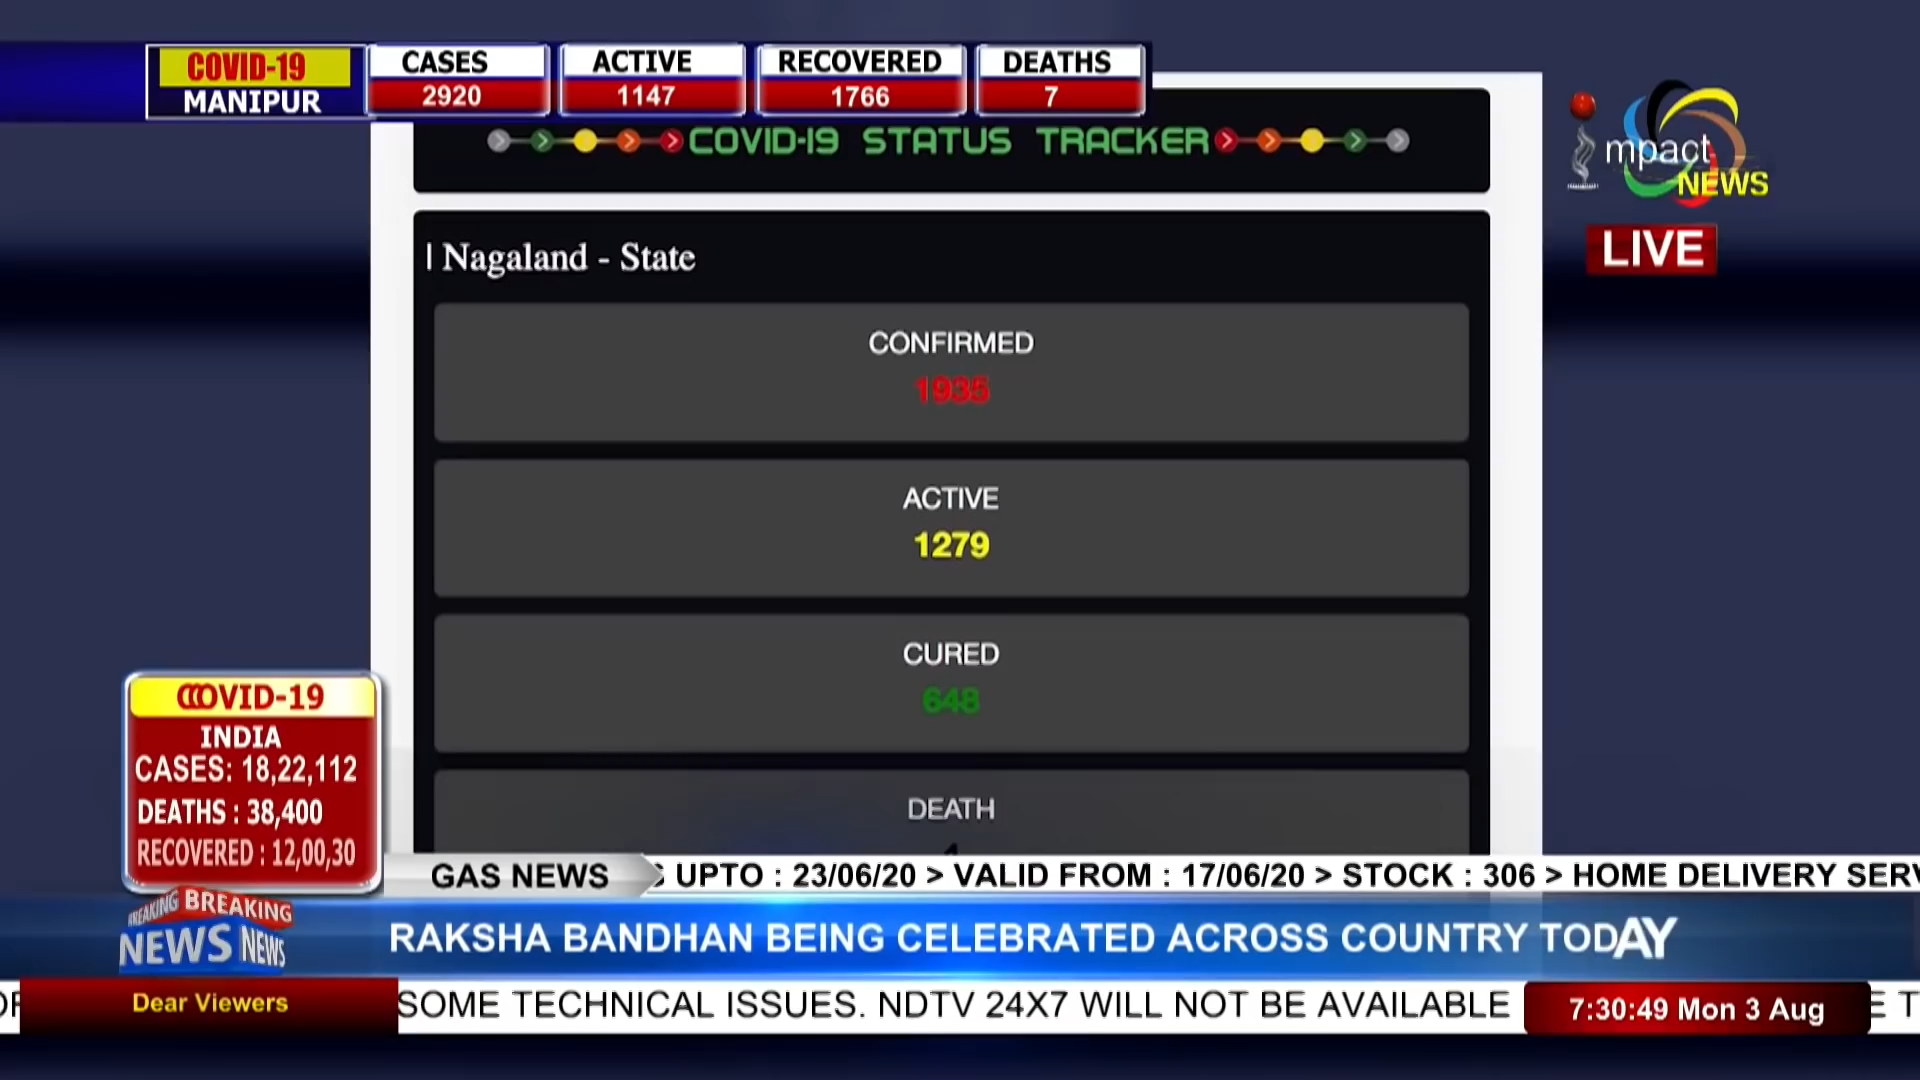 COVID-19
MANIPUR
CASES
2920
ACTIVE
1147
RECOVERED
1766
DEATHS
7
mpact
NEWS
LIVE
COVID-19 STATUS TRACKER
| Nagaland - State
CONFIRMED
1935
ACTIVE
1279
CURED
648
DEATH
COVID-19
INDIA
CASES: 18,22,112
DEATHS : 38,400
RECOVERED : 12,00,30
GAS NEWS
UPTO : 23/06/20 > VALID FROM : 17/06/20 > STOCK : 306 > HOME DELIVERY SERV
BREAKING BREAKING
NEWS NEWS
RAKSHA BANDHAN BEING CELEBRATED ACROSS COUNTRY TODAY
Dear Viewers
SOME TECHNICAL ISSUES. NDTV 24X7 WILL NOT BE AVAILABLE
7:30:49 Mon 3 Aug